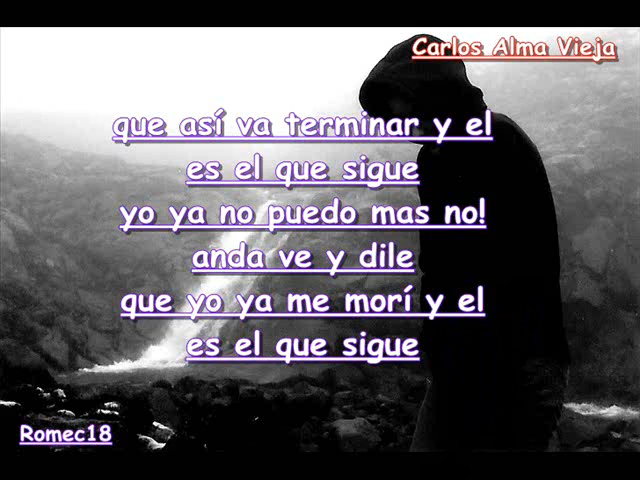 Carlos Alma Vieja
que así va terminar y el
es el que sigue
yo ya no puedo mas no!
anda ve y dile
que yo ya me morí y el
es el que sigue
Romec18